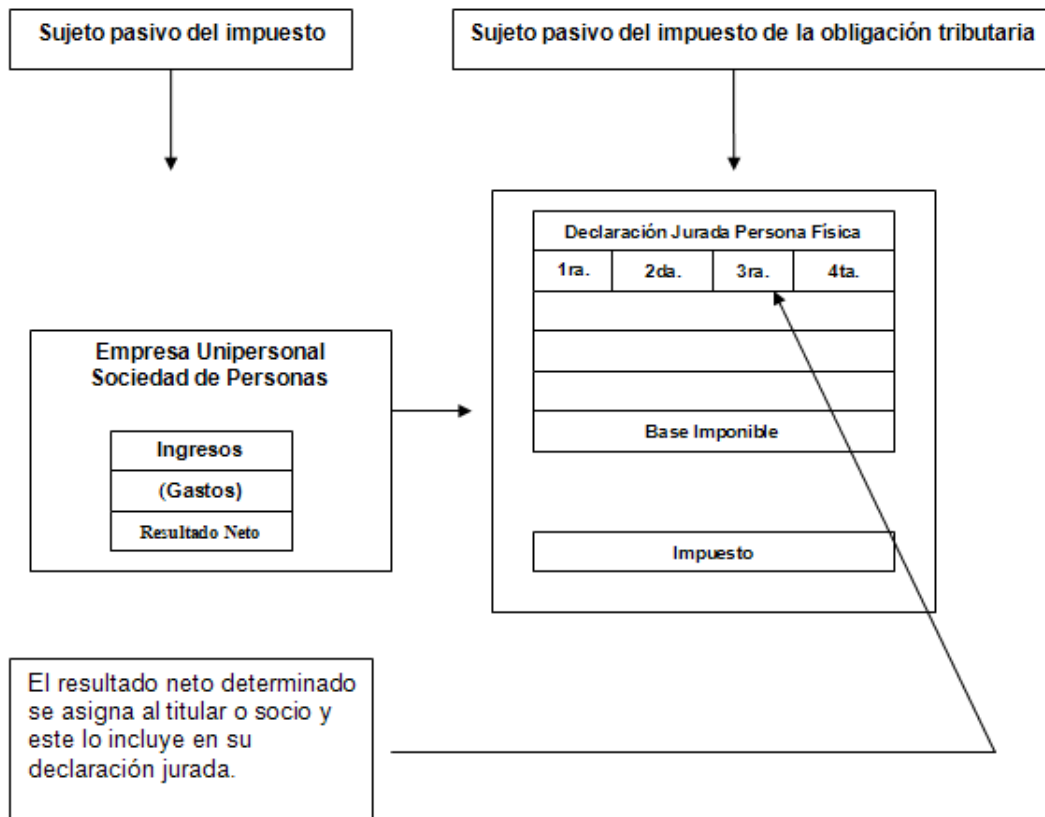 Sujeto pasivo del impuesto
Sujeto pasivo del impuesto de la obligación tributaria
Declaración Jurada Persona Física
1ra. 2da. 3ra. 4ta.
Base Imponible
Impuesto
Empresa Unipersonal
Sociedad de Personas
Ingresos
(Gastos)
Resultado Neto
El resultado neto determinado
se asigna al titular o socio y
este lo incluye en su
declaración jurada.